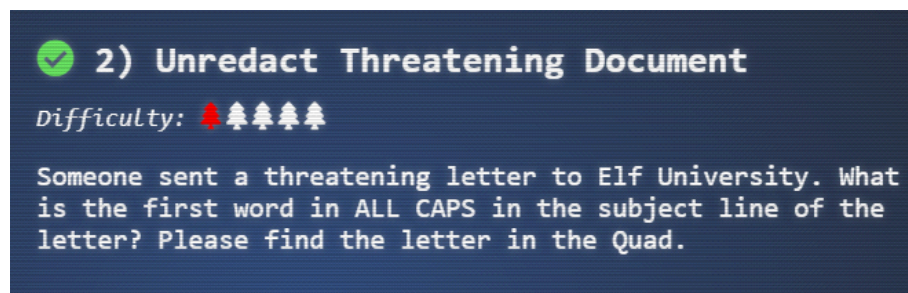 2) Unredact Threatening Document
Difficulty:
Someone sent a threatening letter to Elf University. What
is the first word in ALL CAPS in the subject line of the
letter? Please find the letter in the Quad.